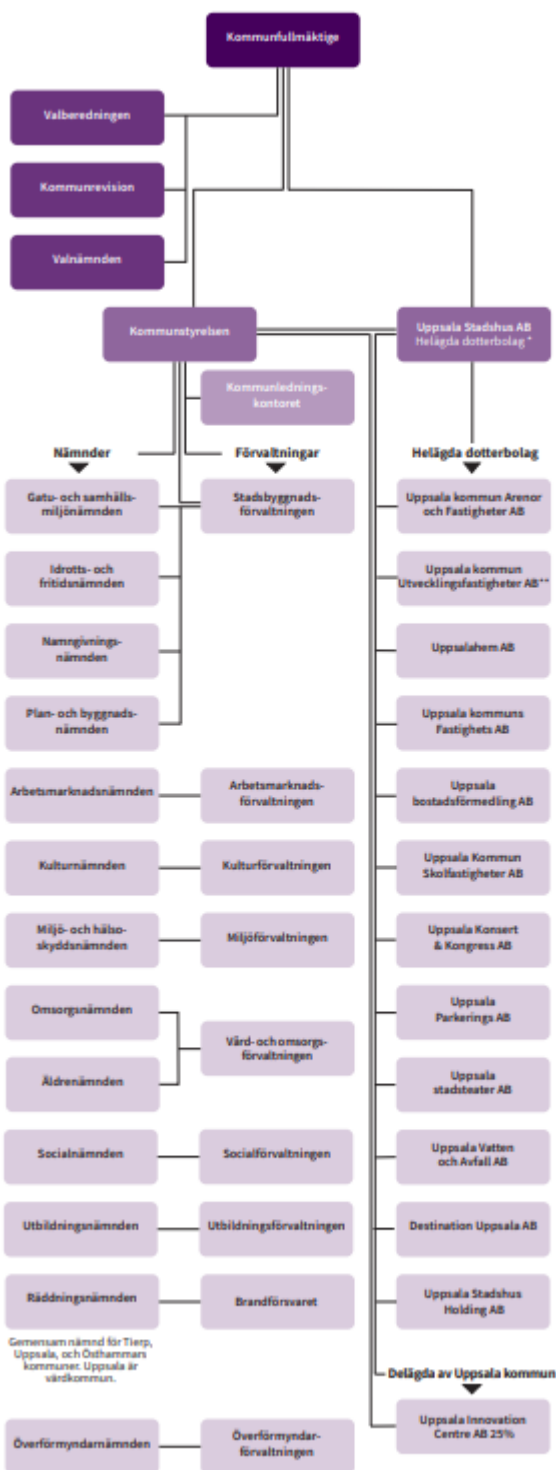 Kommunfullmäktige
Valberedningen
Kommunrevision
Valnämnden
Kommunstyrelsen
Uppsala Stadshus AB
Helägda dotterbolag *
Kommunlednings-
kontoret
Nämnder
Förvaltningar
Helägda dotterbolag
Gatu- och samhälls-
miljönämnden
Stadsbyggnads-
förvaltningen
Uppsala kommun Arenor
och Fastigheter AB
Idrotts- och
fritidsnämnden
Uppsala kommun
Utvecklingsfastigheter AB**
Namngivnings-
nämnden
Uppsalahem AB
Plan- och byggnads-
nämnden
Uppsala kommuns
Fastighets AB
Arbetsmarknadsnämnden
Arbetsmarknads-
förvaltningen
Uppsala
bostadsförmedling AB
Kulturnämnden
Kulturförvaltningen
Uppsala Kommun
Skolfastigheter AB
Miljö- och hälso-
skyddsnämnden
Miljöförvaltningen
Uppsala Konsert
& Kongress AB
Omsorgsnämnden
Äldrenämnden
Vård- och omsorgs-
förvaltningen
Uppsala
Parkerings AB
Uppsala
stadsteater AB
Socialnämnden
Socialförvaltningen
Uppsala Vatten
och Avfall AB
Utbildningsnämnden
Utbildningsförvaltningen
Destination Uppsala AB
Räddningsnämnden
Brandförsvaret
Uppsala Stadshus
Holding AB
Gemensam nämnd för Tierp,
Uppsala, och Östhammars
kommuner. Uppsala är
värdkommun.
Delägda av Uppsala kommun
Överförmyndarnämnden
Överförmyndar-
förvaltningen
Uppsala Innovation
Centre AB 25%